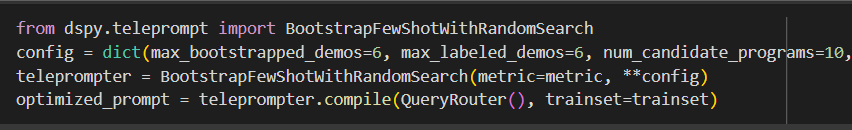 from dspy.teleprompt import BootstrapFewShotWithRandomSearch
config = dict(max_bootstrapped_demos=6, max_labeled_demos=6, num_candidate_programs=10,
teleprompter = BootstrapFewShotWithRandomSearch(metric=metric, **config)
optimized_prompt = teleprompter.compile(QueryRouter(), trainset=trainset)